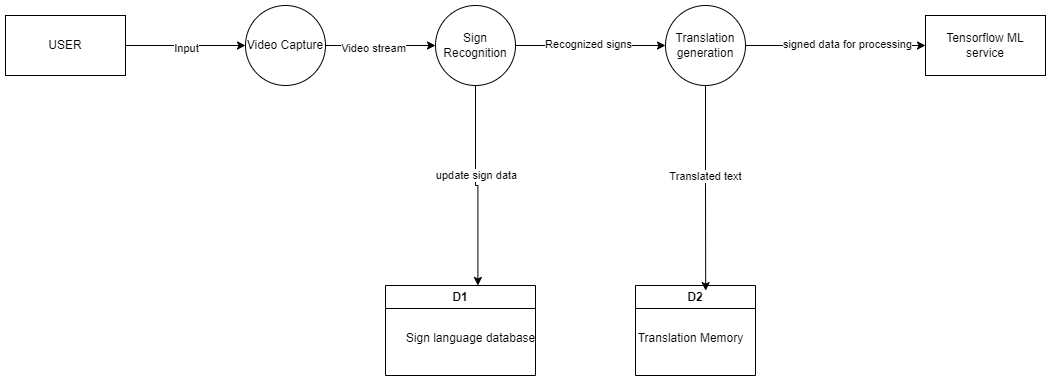 USER
Input
Video Capture
Video stream
Sign
Recognition
Recognized signs
Translation
generation
signed data for processing
Tensorflow ML
service
update sign data
Translated text
D1
Sign language database
D2
Translation Memory